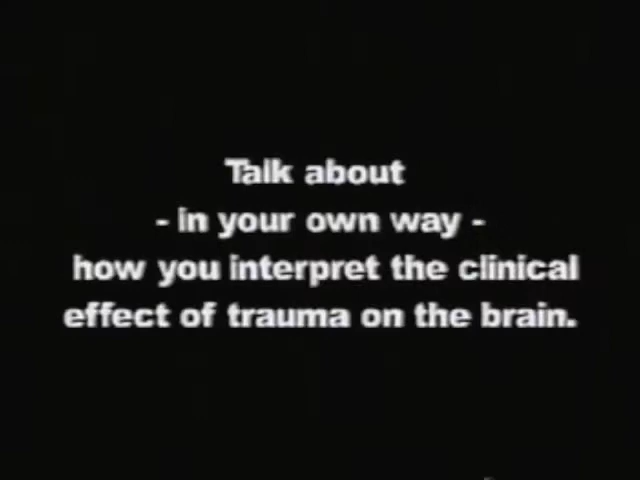 Talk about
- in your own way -
how you interpret the clinical
effect of trauma on the brain.